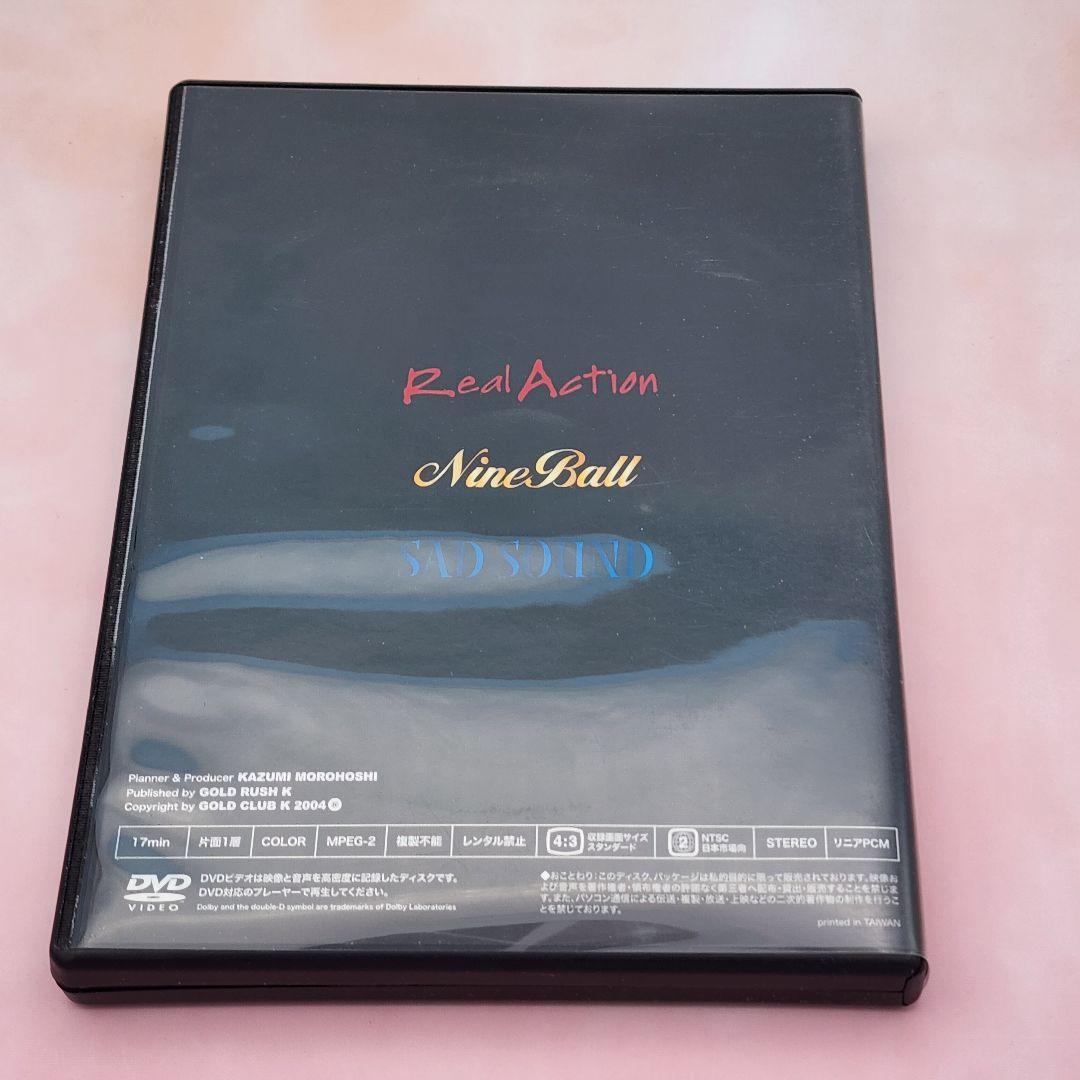 Real Action
Nine Ball
SAD SOUND
Planner & Producer KAZUMI MOROHOSHI
Published by GOLD RUSH K
Copyright by GOLD CLUB K 2004
17min 片面1層 COLOR MPEG-2 複製不能 レンタル禁止 4:3 収録画面サイズ スタンダード 2 NTSC 日本市場向 STEREO リニアPCM
DVD VIDEO
DVDビデオは映像と音声を高密度に記録したディスクです。
DVD対応のプレーヤーで再生してください。
Dolby and the double-D symbol are trademarks of Dolby Laboratories
◆おことわり：このディスク、パッケージは私的目的に限って販売されております。映像お
よび音声を著作権者・頒布権者の許諾なく第三者へ配布・貸出・販売することを禁じま
す。また、パソコン通信による伝送・複製・放送・上映などの二次的著作物の制作を行うこ
とを禁じております。
printed in TAIWAN